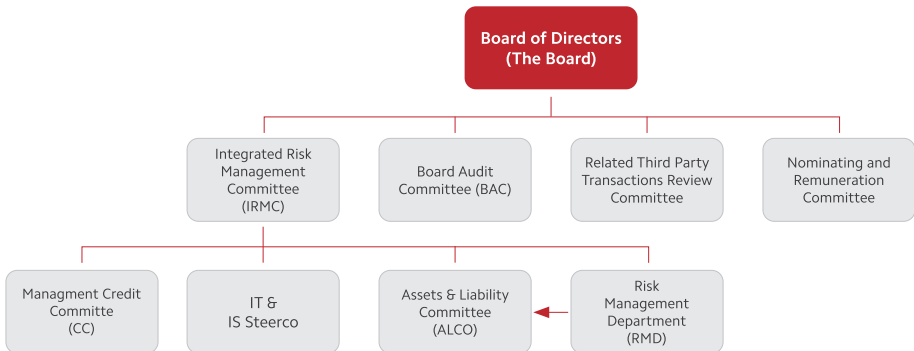 Board of Directors
(The Board)
Integrated Risk
Management
Committee
(IRMC)
Board Audit
Committee (BAC)
Related Third Party
Transactions Review
Committee
Nominating and
Remuneration
Committee
Managment Credit
Committe
(CC)
IT &
IS Steerco
Assets & Liability
Committee
(ALCO)
Risk
Management
Department
(RMD)